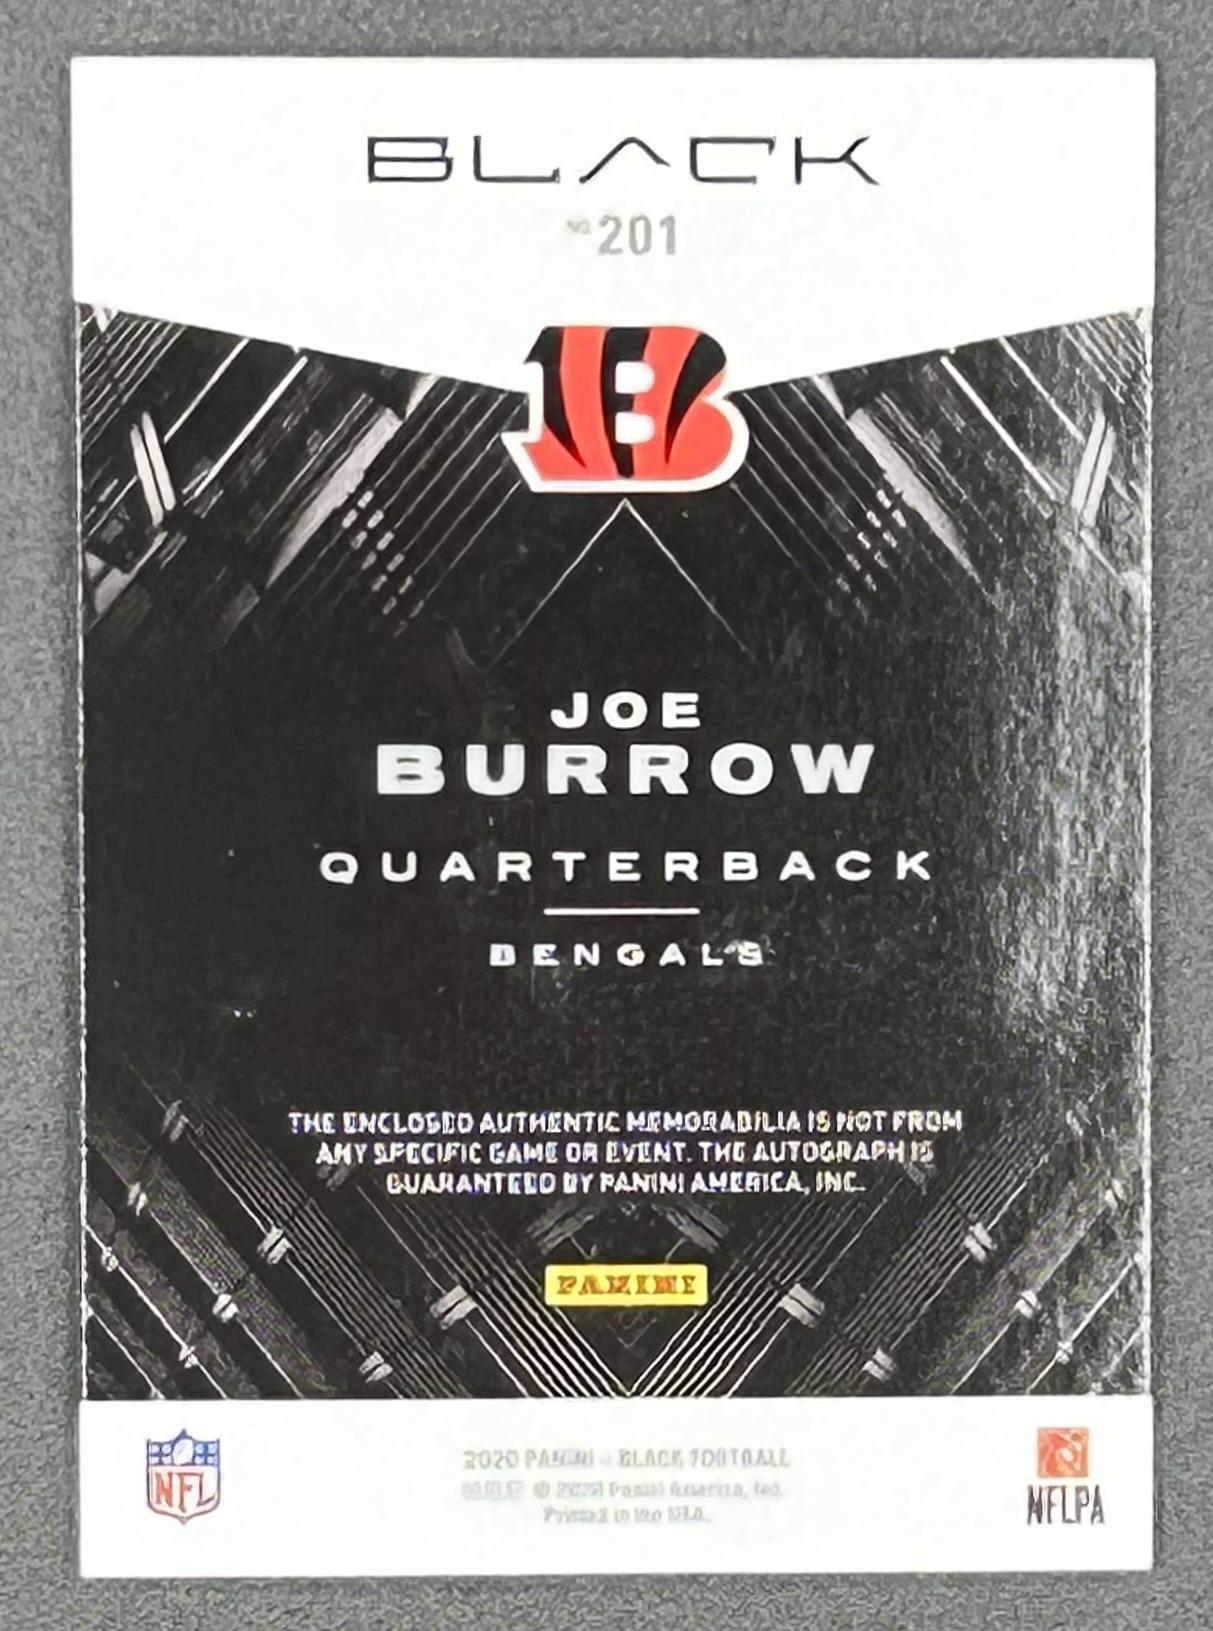 BLACK
NO. 201
B
JOE
BURROW
QUARTERBACK
BENGALS
THE ENCLOSED AUTHENTIC MEMORABILIA IS NOT FROM
ANY SPECIFIC GAME OR EVENT. THE AUTOGRAPH IS
GUARANTEED BY PANINI AMERICA, INC.
PANINI
NFL
2020 PANINI - BLACK FOOTBALL
© 2020 Panini America, Inc.
Printed in the USA.
NFLPA